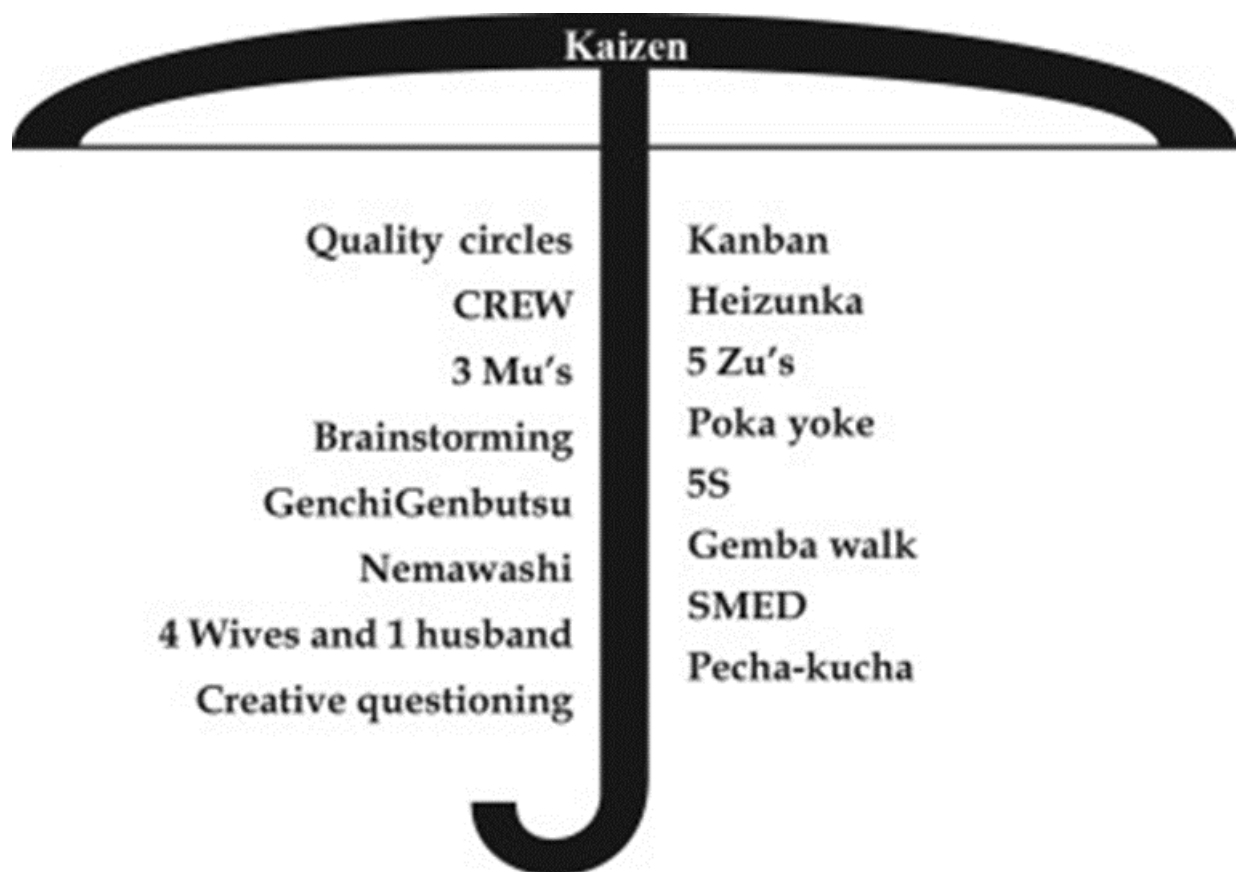 Kaizen
Quality circles
CREW
3 Mu's
Brainstorming
GenchiGenbutsu
Nemawashi
4 Wives and 1 husband
Creative questioning
Kanban
Heizunka
5 Zu's
Poka yoke
5S
Gemba walk
SMED
Pecha-kucha